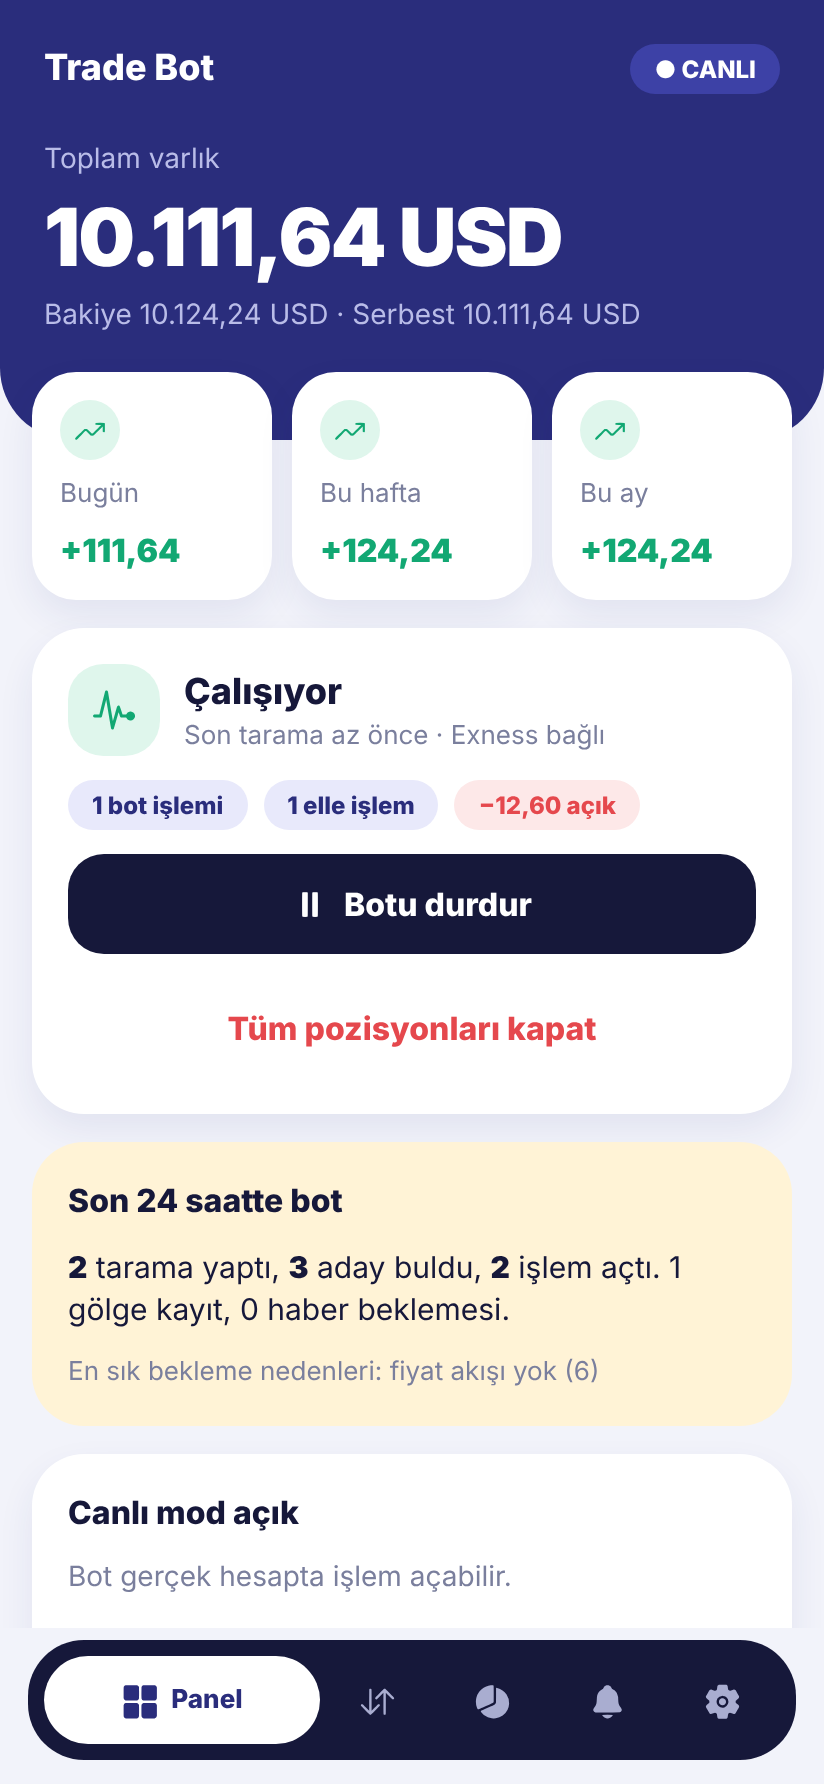 Trade Bot
CANLI
Toplam varlık
10.111,64 USD
Bakiye 10.124,24 USD · Serbest 10.111,64 USD
Bugün
+111,64
Bu hafta
+124,24
Bu ay
+124,24
Çalışıyor
Son tarama az önce · Exness bağlı
1 bot işlemi
1 elle işlem
−12,60 açık
Botu durdur
Tüm pozisyonları kapat
Son 24 saatte bot
2 tarama yaptı, 3 aday buldu, 2 işlem açtı. 1
gölge kayıt, 0 haber beklemesi.
En sık bekleme nedenleri: fiyat akışı yok (6)
Canlı mod açık
Bot gerçek hesapta işlem açabilir.
Panel